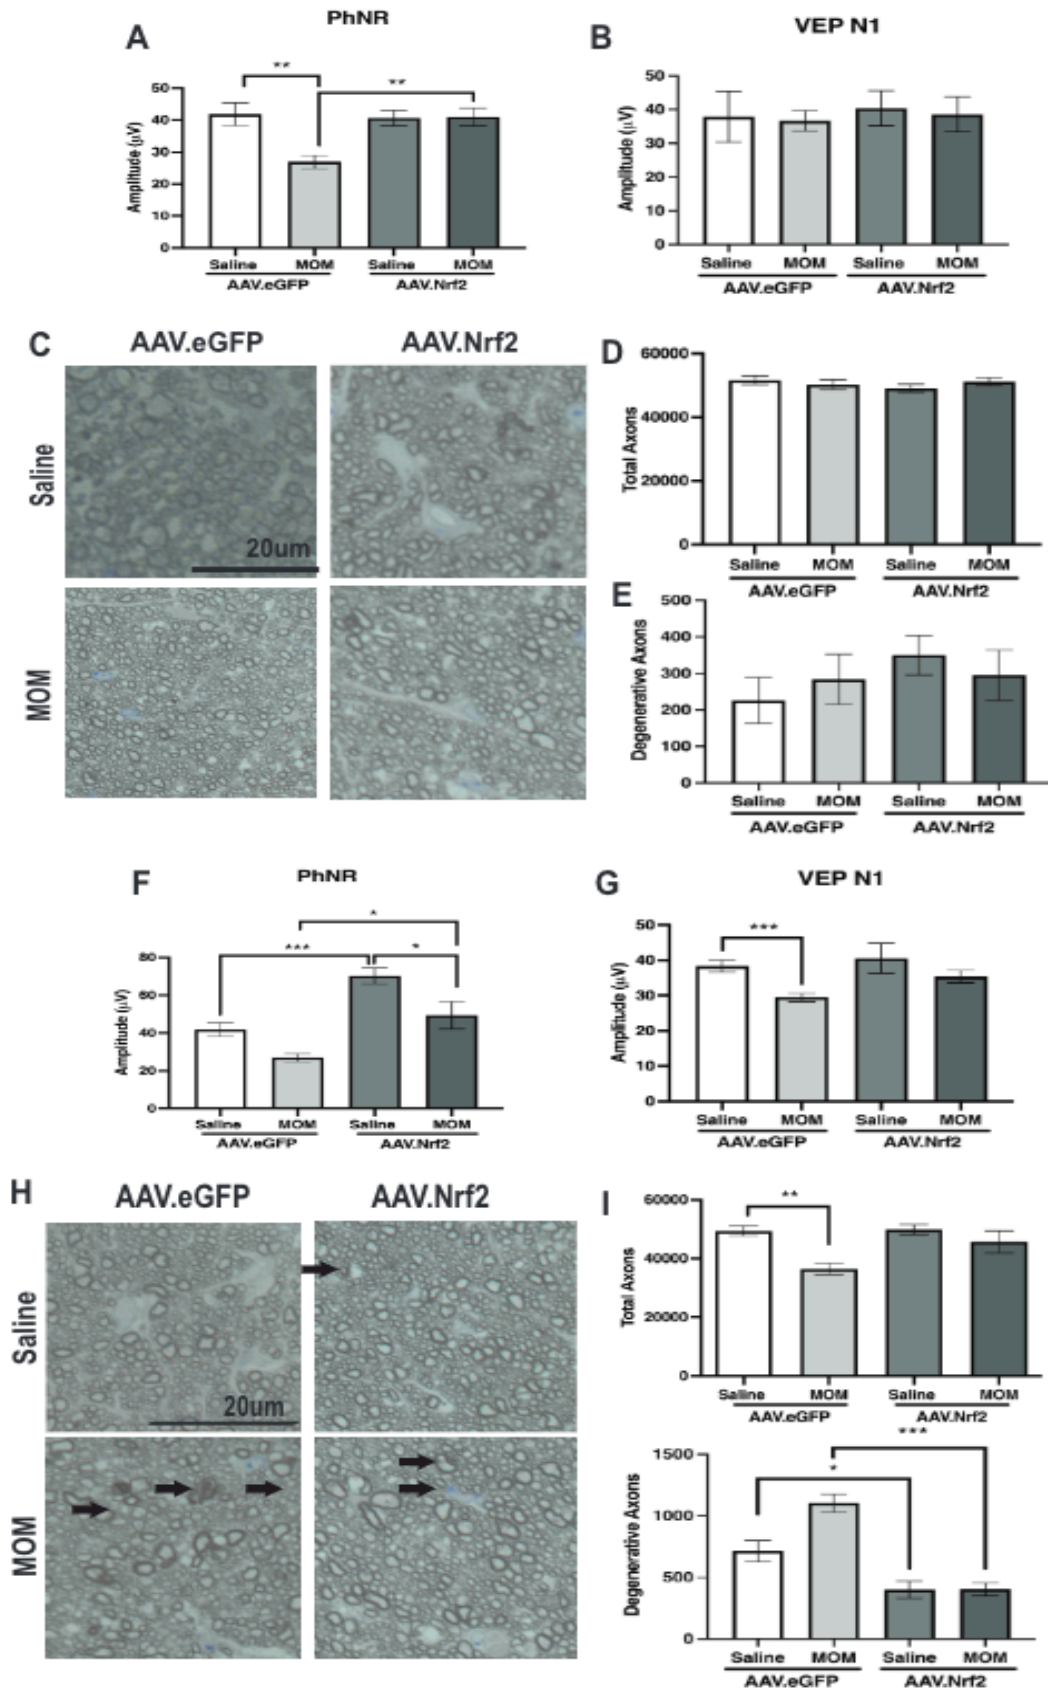 A
PhNR
**
**
Amplitude (µV)
50
40
30
20
10
0
Saline MOM Saline MOM
AAV.eGFP AAV.Nrf2
B
VEP N1
Amplitude (µV)
50
40
30
20
10
0
Saline MOM Saline MOM
AAV.eGFP AAV.Nrf2
C
AAV.eGFP AAV.Nrf2
Saline
20um
MOM
D
Total Axons
60000
40000
20000
0
Saline MOM Saline MOM
AAV.eGFP AAV.Nrf2
E
Degenerative Axons
500
400
300
200
100
0
Saline MOM Saline MOM
AAV.eGFP AAV.Nrf2
F
PhNR
*
***
*
Amplitude (µV)
80
60
40
20
0
Saline MOM Saline MOM
AAV.eGFP AAV.Nrf2
G
VEP N1
***
Amplitude (µV)
50
40
30
20
10
0
Saline MOM Saline MOM
AAV.eGFP AAV.Nrf2
H
AAV.eGFP AAV.Nrf2
Saline
20um
MOM
I
**
Total Axons
60000
40000
20000
0
Saline MOM Saline MOM
AAV.eGFP AAV.Nrf2
***
*
Degenerative Axons
1500
1000
500
0
Saline MOM Saline MOM
AAV.eGFP AAV.Nrf2